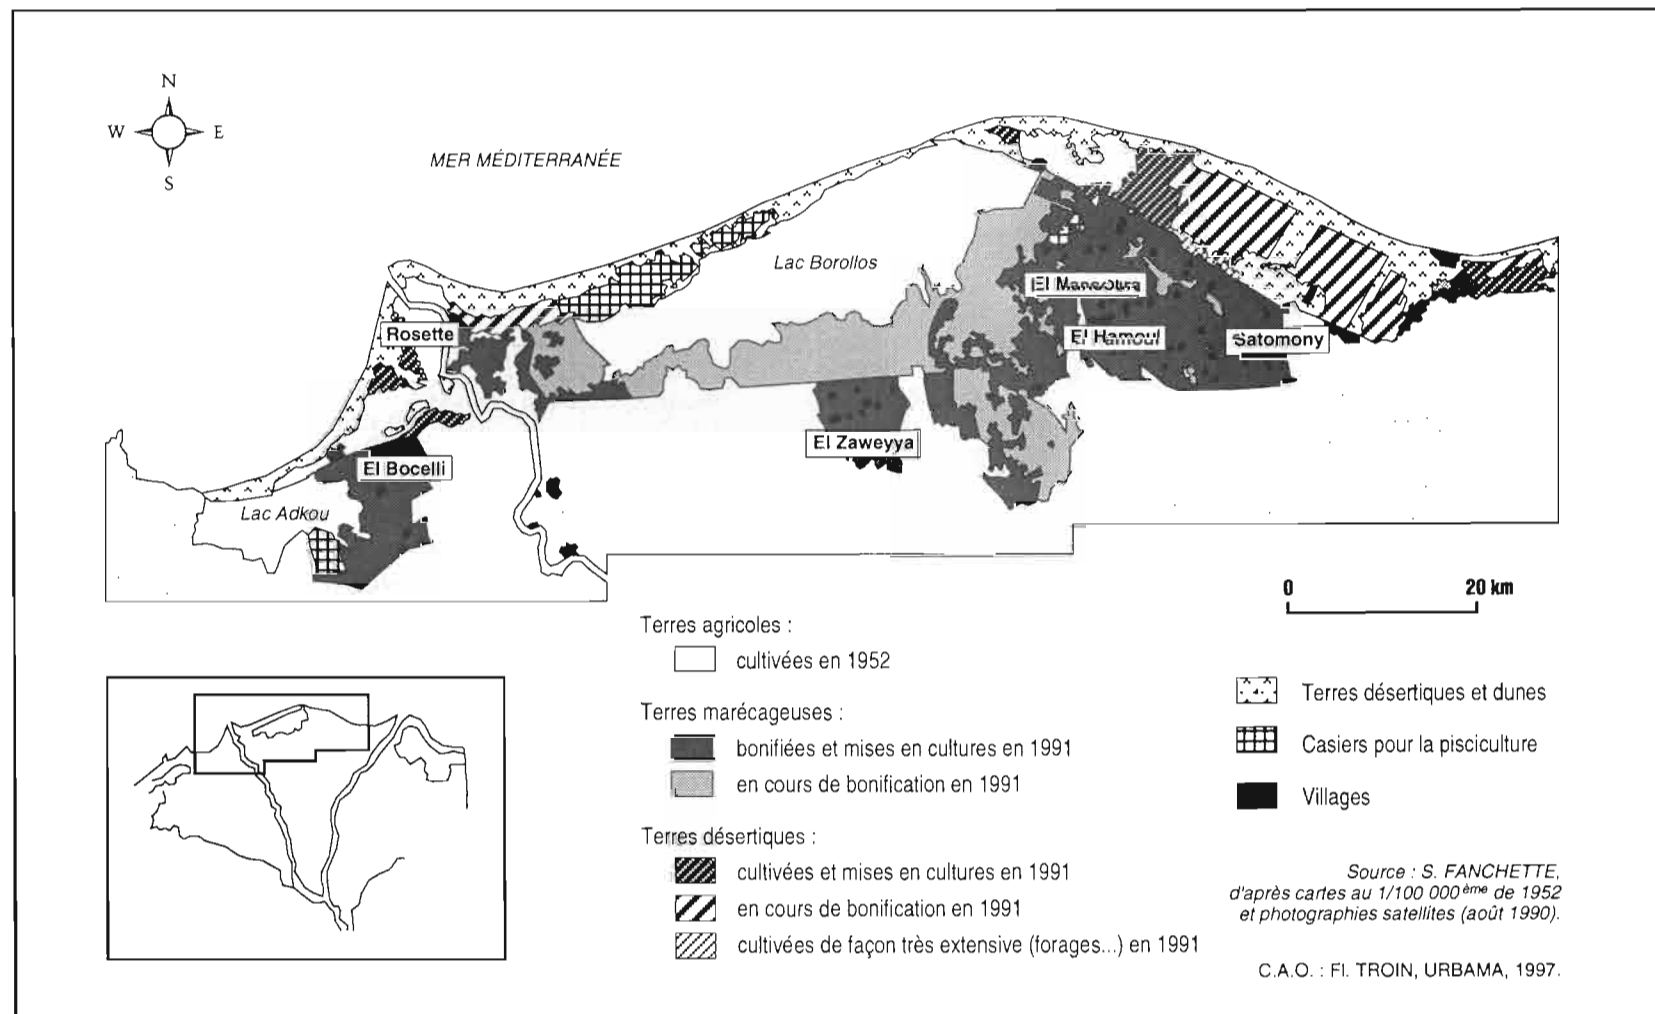 N
W E
S
MER MÉDITERRANÉE
Lac Borollos
El Mansoura
Rosette
El Hamoul
Satomony
El Zaweyya
El Bocelli
Lac Adkou
0 20 km
Terres agricoles :
cultivées en 1952
Terres marécageuses :
bonifiées et mises en cultures en 1991
en cours de bonification en 1991
Terres désertiques :
cultivées et mises en cultures en 1991
en cours de bonification en 1991
cultivées de façon très extensive (forages...) en 1991
Terres désertiques et dunes
Casiers pour la pisciculture
Villages
Source : S. FANCHETTE,
d'après cartes au 1/100 000ème de 1952
et photographies satellites (août 1990).
C.A.O. : Fl. TROIN, URBAMA, 1997.